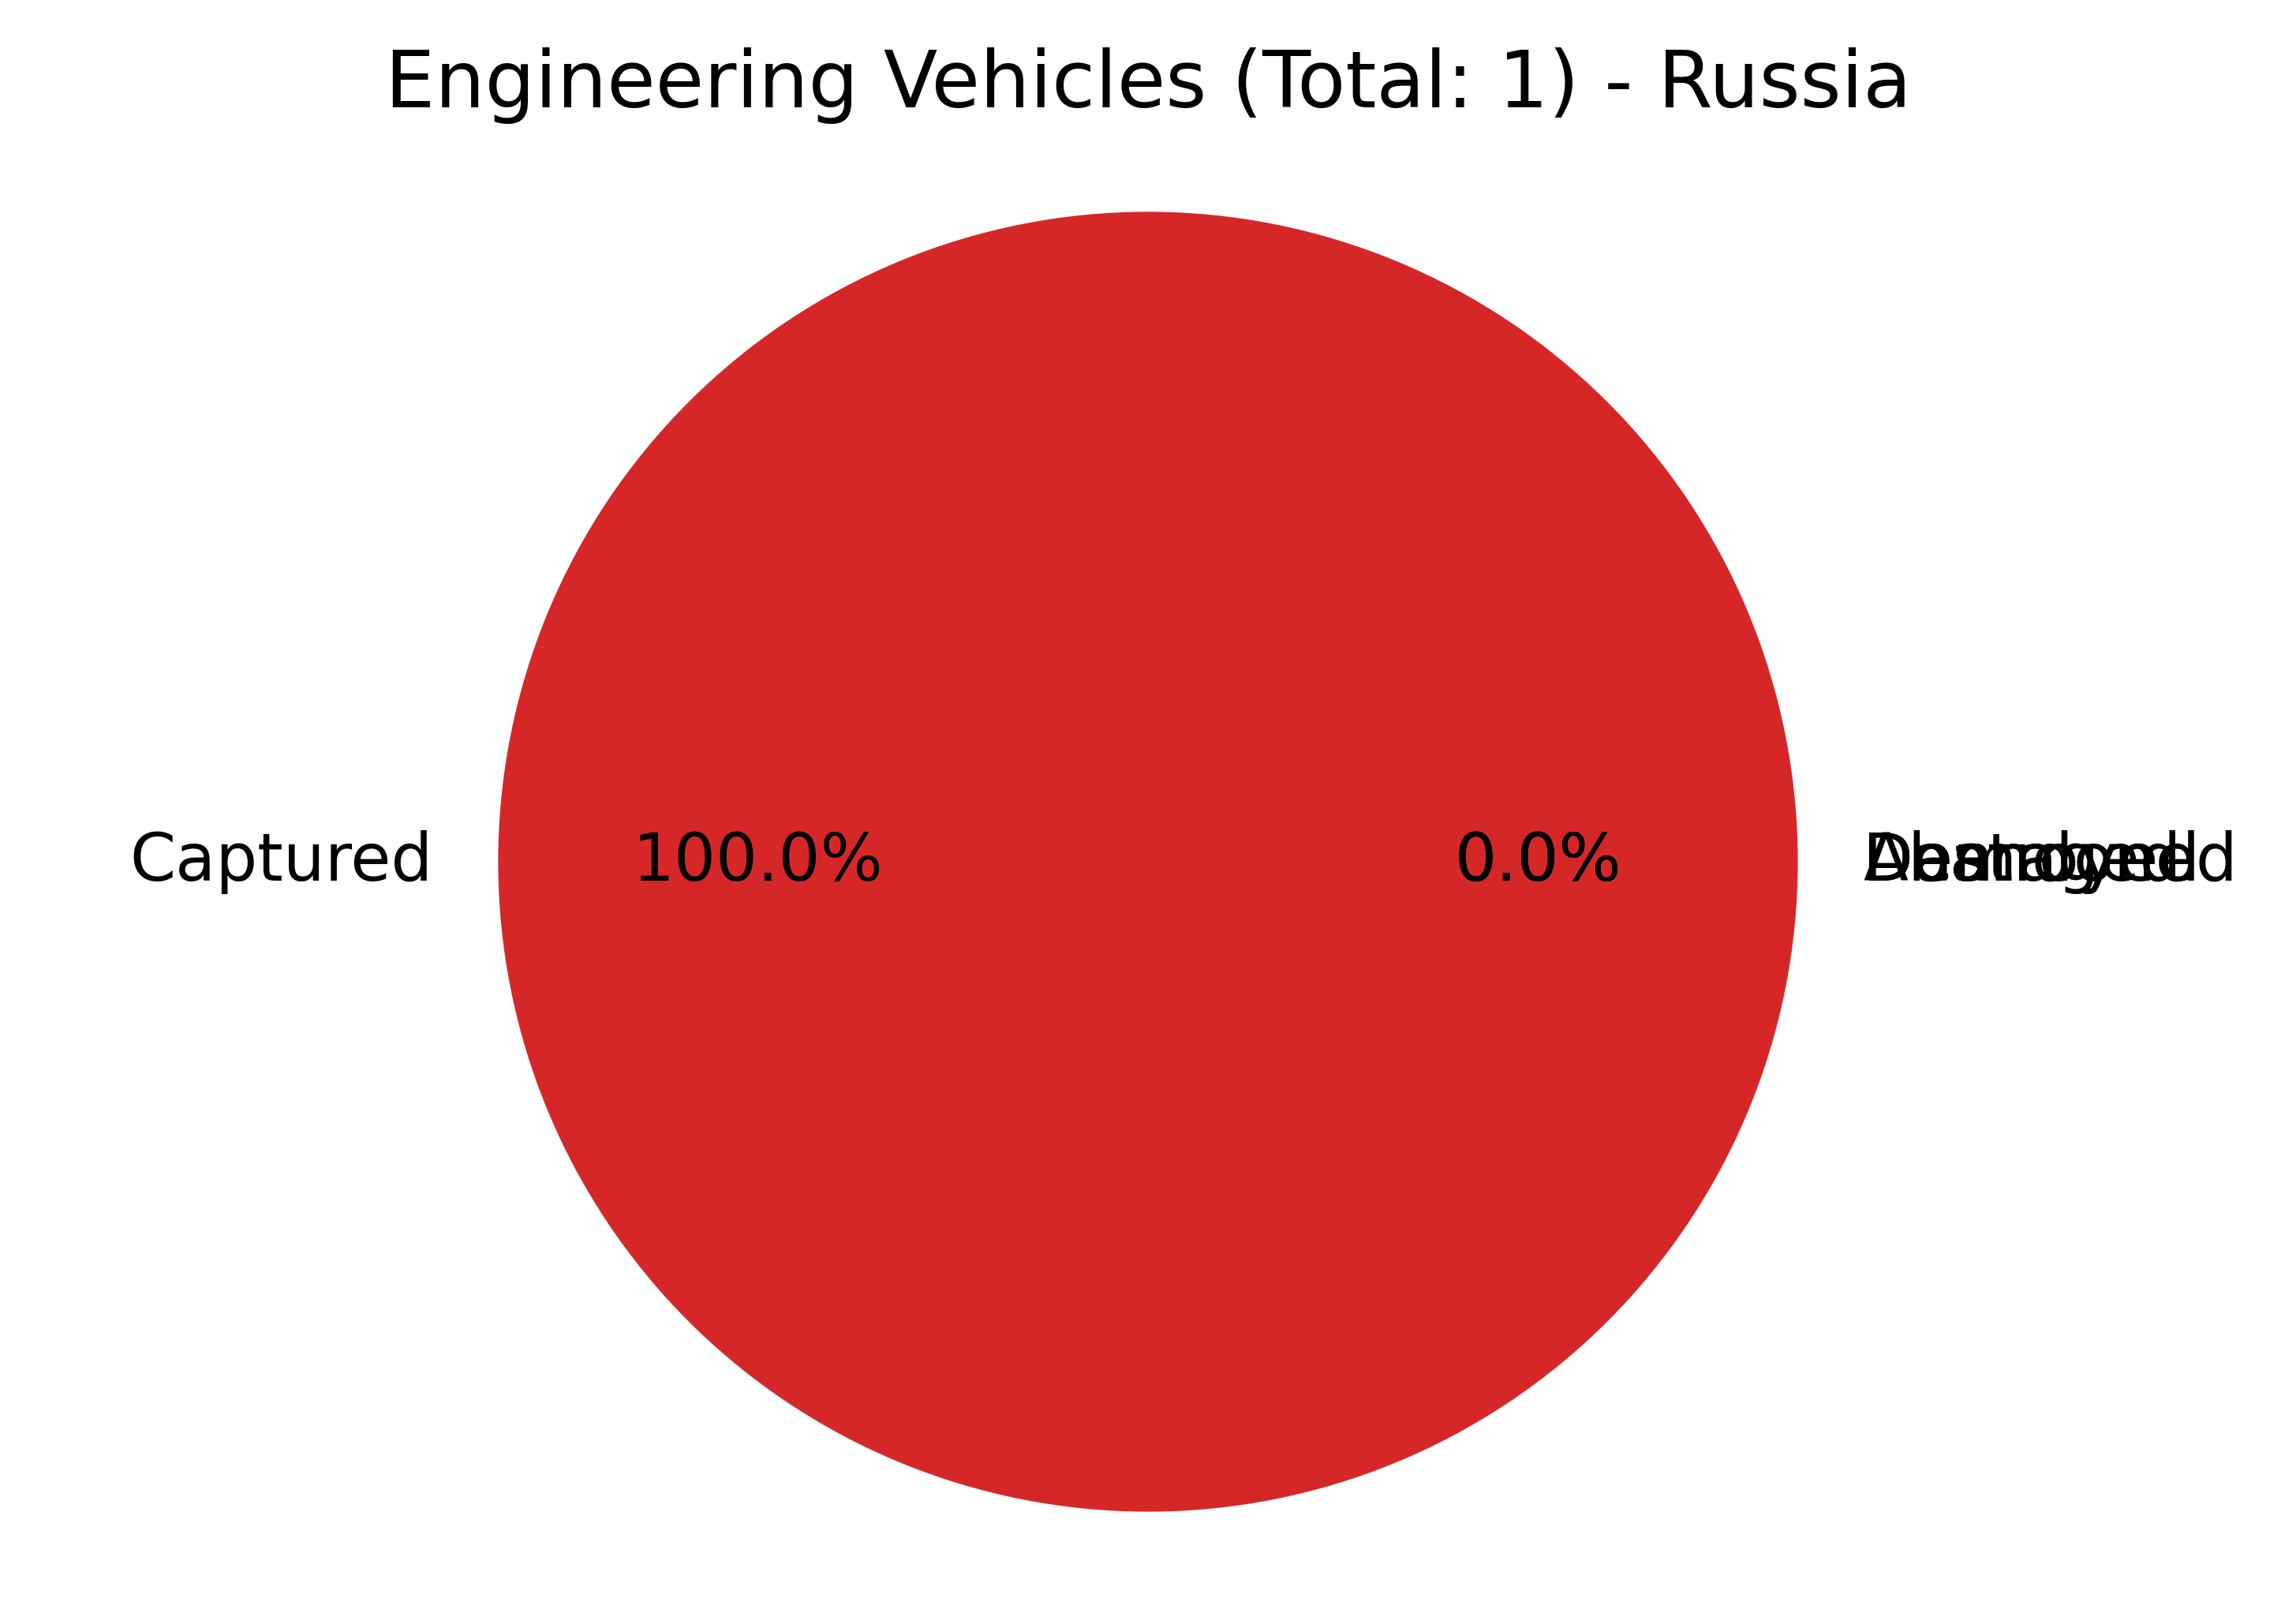 Engineering Vehicles (Total: 1) - Russia
Captured 100.0% 0.0%